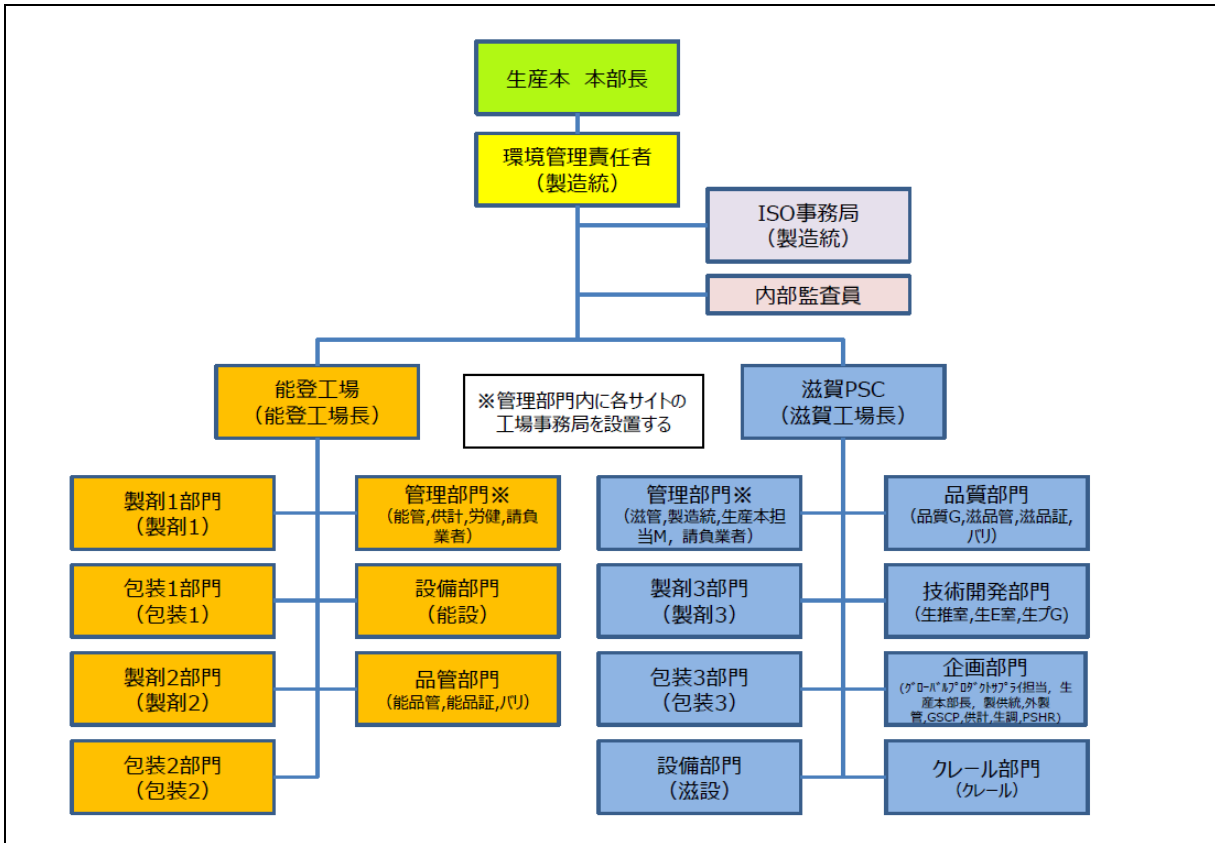 生産本　本部長
環境管理責任者
（製造統）
ISO事務局
（製造統）
内部監査員
能登工場
（能登工場長）
※管理部門内に各サイトの
工場事務局を設置する
滋賀PSC
（滋賀工場長）
製剤1部門
（製剤1）
管理部門※
（能管,供計,労健,請負
業者）
包装1部門
（包装1）
設備部門
（能設）
製剤2部門
（製剤2）
品管部門
（能品管,能品証,バリ）
包装2部門
（包装2）
管理部門※
（滋管,製造統,生産本担
当M，請負業者）
品質部門
（品質G,滋品管,滋品証,
バリ）
製剤3部門
（製剤3）
技術開発部門
（生推室,生E室,生プG）
包装3部門
（包装3）
企画部門
（ｸﾞﾛｰﾊﾞﾙﾌﾟﾛﾀﾞｸﾄｻﾌﾟﾗｲ担当，生
産本部長，製供統,外製
管,GSCP,供計,生調,PSHR）
設備部門
（滋設）
クレール部門
（クレール）